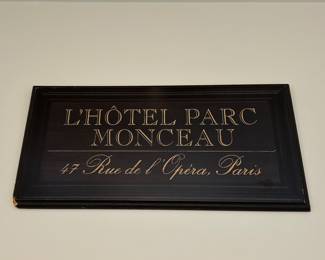 L'HÔTEL PARC
MONCEAU
47 Rue de l'Opéra, Paris